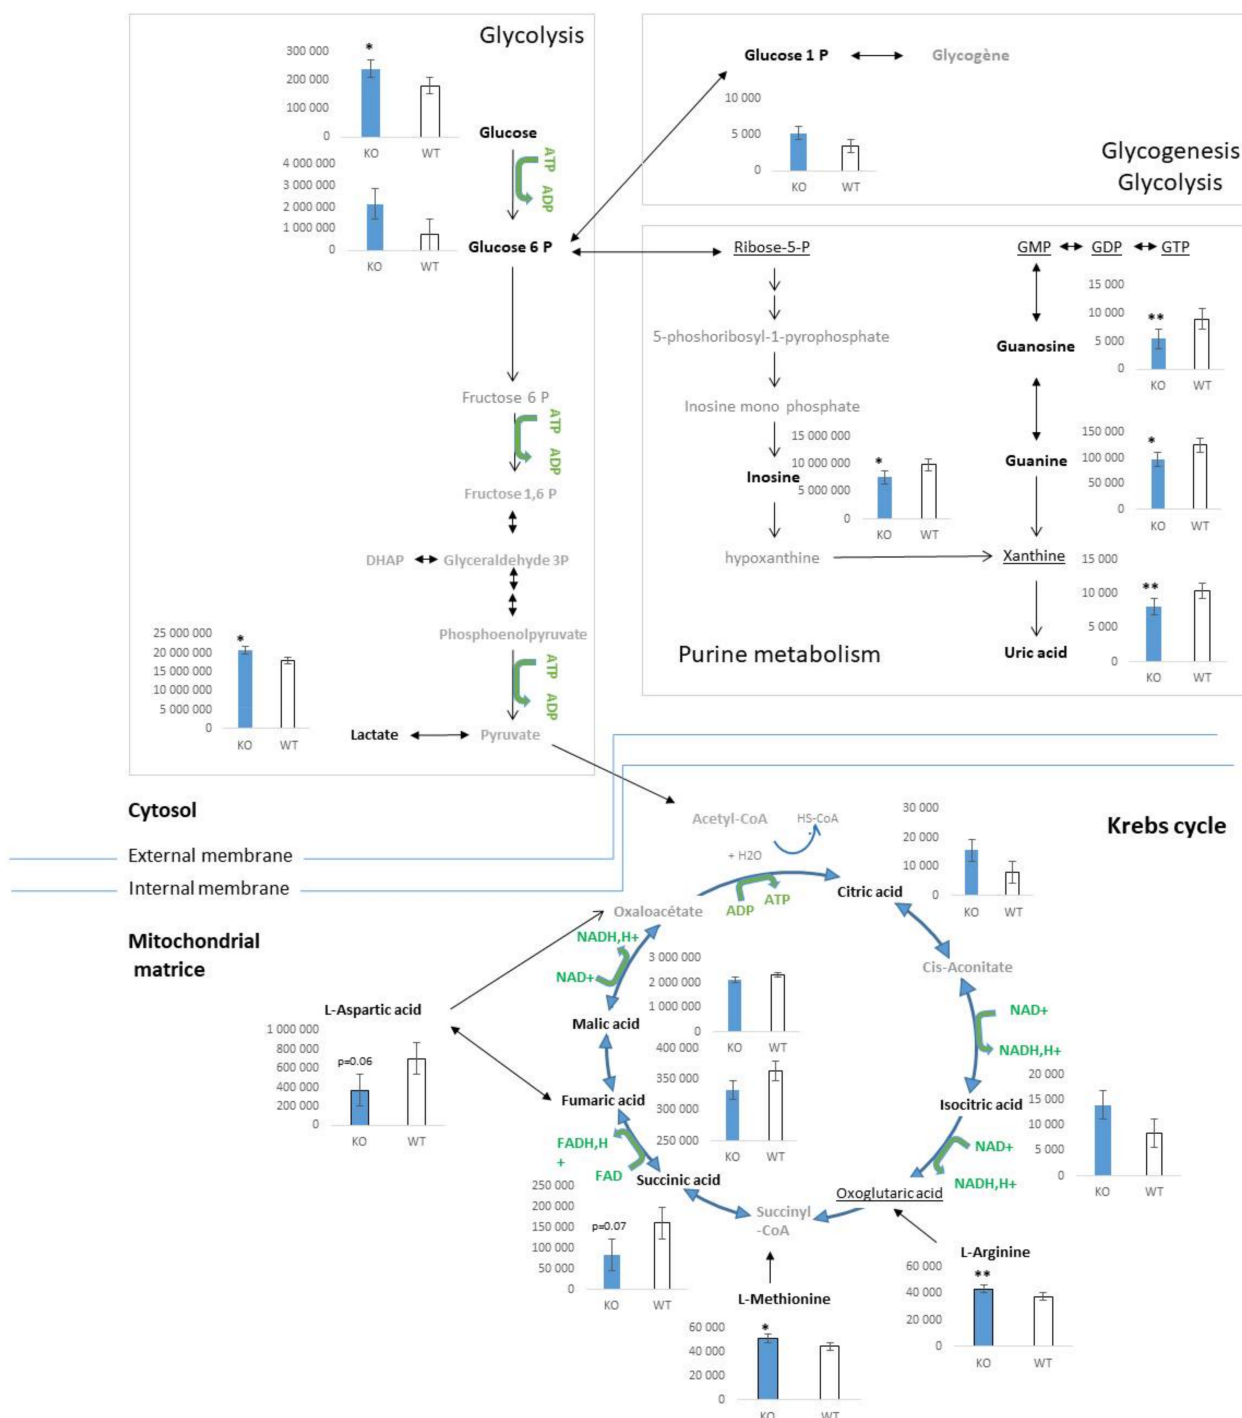 Glycolysis
300 000
200 000
100 000
0
*
KO
WT
Glucose
ATP
ADP
4 000 000
3 000 000
2 000 000
1 000 000
0
KO
WT
Glucose 6 P
Fructose 6 P
ATP
ADP
Fructose 1,6 P
DHAP
Glyceraldehyde 3P
Phosphoenolpyruvate
ATP
ADP
25 000 000
20 000 000
15 000 000
10 000 000
5 000 000
0
*
KO
WT
Lactate
Pyruvate
Glucose 1 P
Glycogène
10 000
5 000
0
KO
WT
Glycogenesis
Glycolysis
Ribose-5-P
5-phoshoribosyl-1-pyrophosphate
Inosine mono phosphate
Inosine
15 000 000
10 000 000
5 000 000
0
*
KO
WT
hypoxanthine
GMP
GDP
GTP
Guanosine
15 000
10 000
5 000
0
**
KO
WT
Guanine
150 000
100 000
50 000
0
*
KO
WT
Xanthine
15 000
10 000
5 000
0
**
KO
WT
Uric acid
Purine metabolism
Cytosol
External membrane
Internal membrane
Mitochondrial
matrice
Krebs cycle
Acetyl-CoA
HS-CoA
+ H2O
ADP
ATP
Citric acid
30 000
20 000
10 000
0
KO
WT
Oxaloacétate
NADH,H+
NAD+
Cis-Aconitate
NAD+
NADH,H+
L-Aspartic acid
1 000 000
800 000
600 000
400 000
200 000
0
p=0.06
KO
WT
Malic acid
3 000 000
2 000 000
1 000 000
0
KO
WT
Fumaric acid
400 000
350 000
300 000
250 000
KO
WT
Isocitric acid
20 000
15 000
10 000
5 000
0
KO
WT
NAD+
NADH,H+
FADH,H
+
FAD
Succinic acid
250 000
200 000
150 000
100 000
50 000
0
p=0.07
KO
WT
Succinyl
-CoA
Oxoglutaric acid
L-Arginine
60 000
40 000
20 000
0
**
KO
WT
L-Methionine
60 000
40 000
20 000
0
*
KO
WT